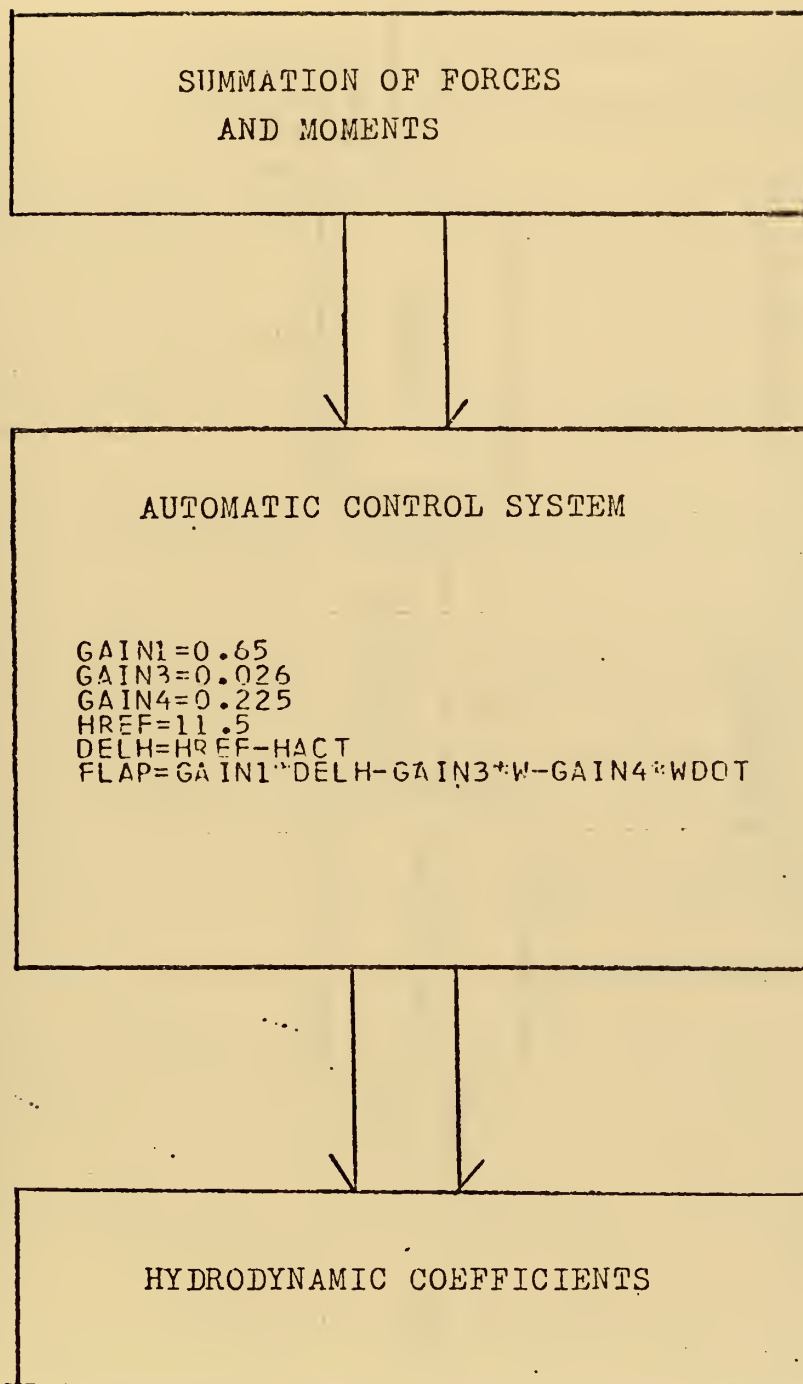 SUMMATION OF FORCES
AND MOMENTS
AUTOMATIC CONTROL SYSTEM
GAIN1=0.65
GAIN3=0.026
GAIN4=0.225
HREF=11.5
DELH=HREF-HACT
FLAP=GAIN1*DELH-GAIN3*W-GAIN4*WDOT
HYDRODYNAMIC COEFFICIENTS